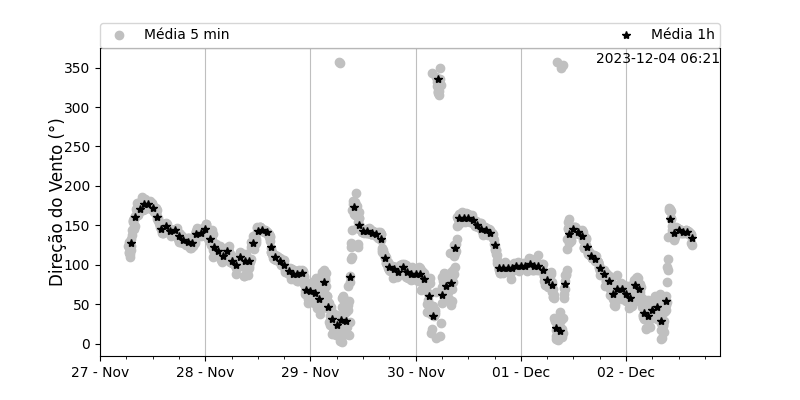 Média 5 min
Média 1h
2023-12-04 06:21
Direção do Vento (°)
350
300
250
200
150
100
50
0
27 - Nov
28 - Nov
29 - Nov
30 - Nov
01 - Dec
02 - Dec